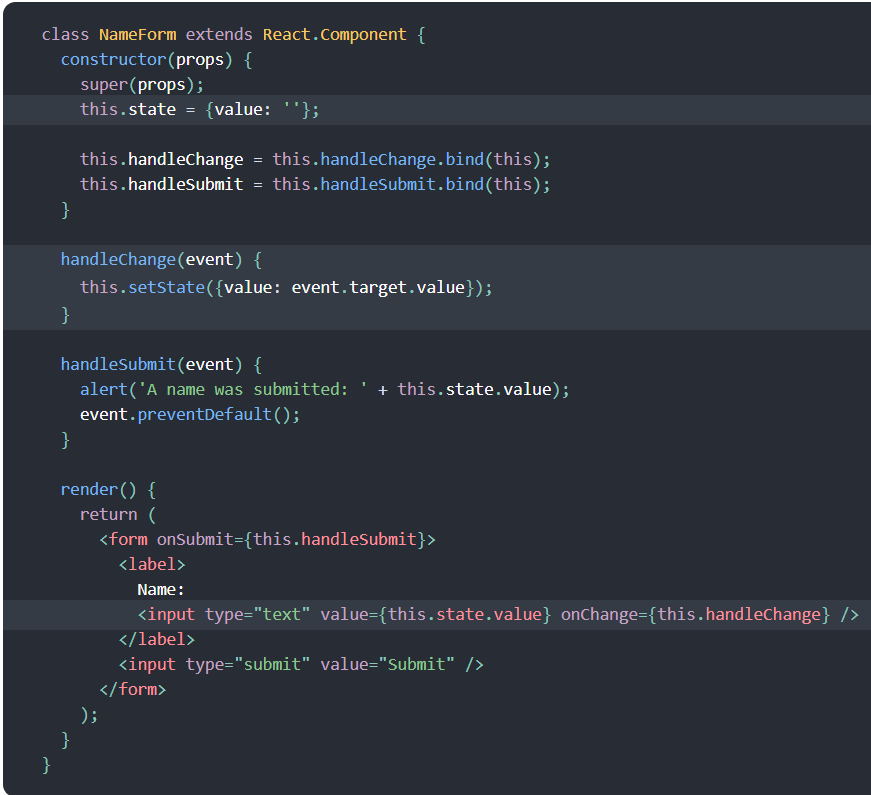 class NameForm extends React.Component {
  constructor(props) {
    super(props);
    this.state = {value: ''};

    this.handleChange = this.handleChange.bind(this);
    this.handleSubmit = this.handleSubmit.bind(this);
  }

  handleChange(event) {
    this.setState({value: event.target.value});
  }

  handleSubmit(event) {
    alert('A name was submitted: ' + this.state.value);
    event.preventDefault();
  }

  render() {
    return (
      <form onSubmit={this.handleSubmit}>
        <label>
          Name:
          <input type="text" value={this.state.value} onChange={this.handleChange} />
        </label>
        <input type="submit" value="Submit" />
      </form>
    );
  }
}